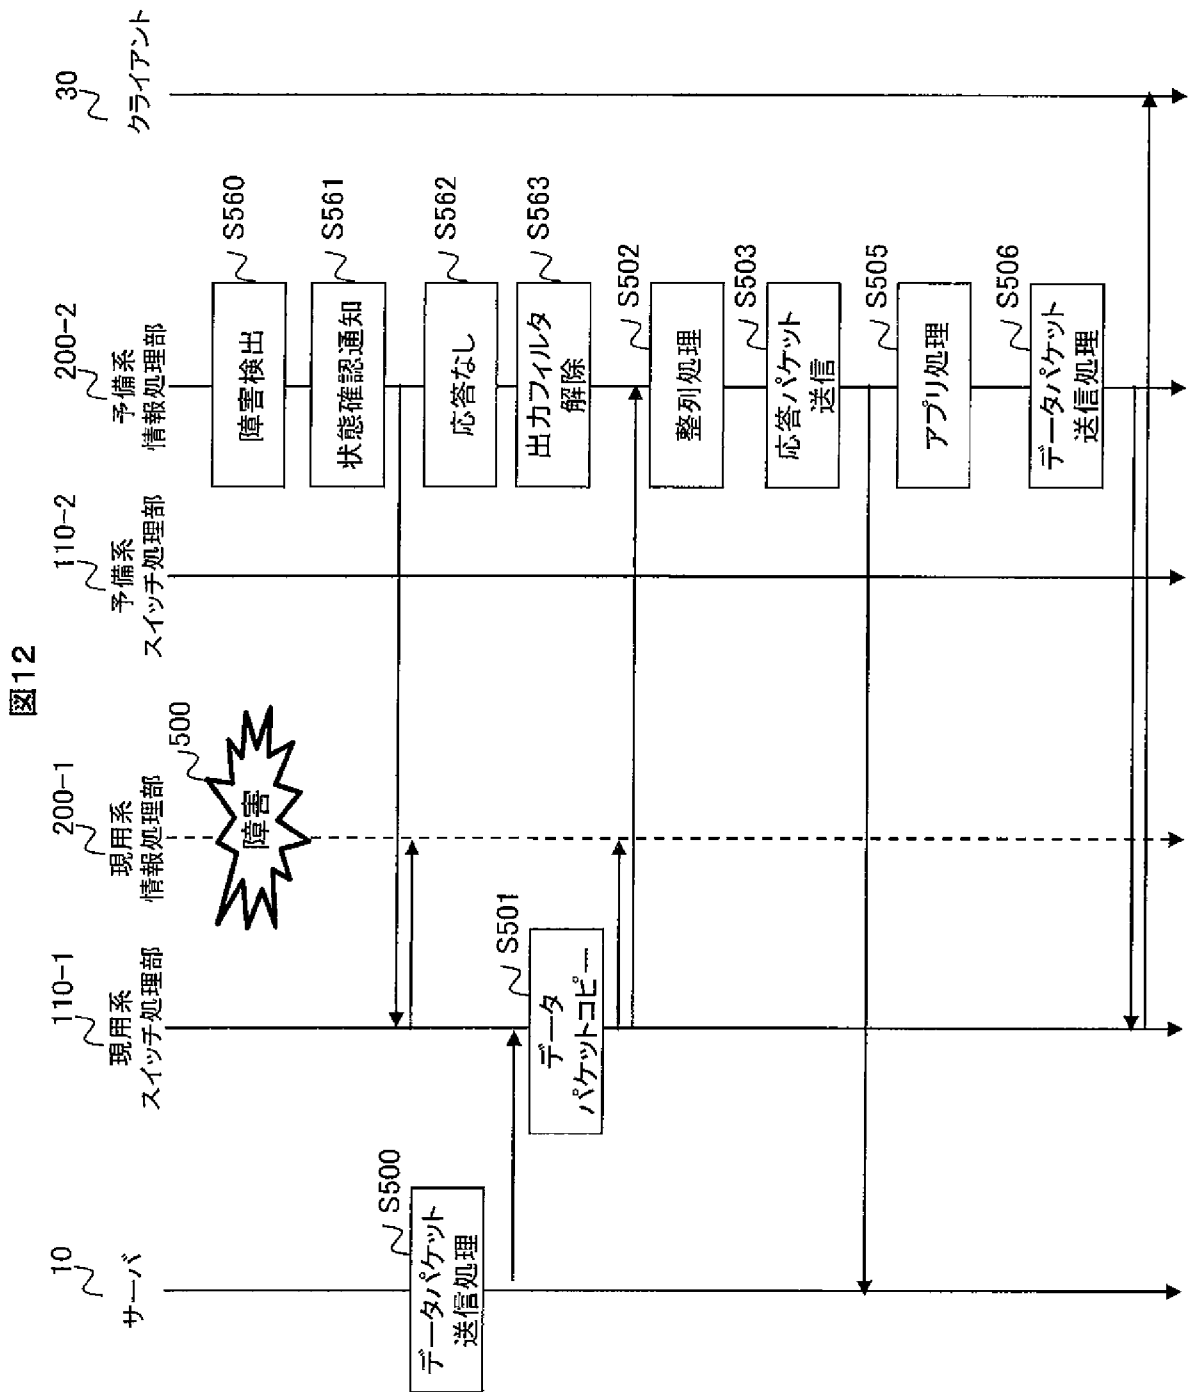 図12
10
サーバ
110-1
現用系
スイッチ処理部
200-1
現用系
情報処理部
110-2
予備系
スイッチ処理部
200-2
予備系
情報処理部
30
クライアント
500
障害
S560
障害検出
S561
状態確認通知
S562
応答なし
S563
出力フィルタ
解除
S500
データパケット
送信処理
S501
データ
パケットコピー
S502
整列処理
S503
応答パケット
送信
S505
アプリ処理
S506
データパケット
送信処理